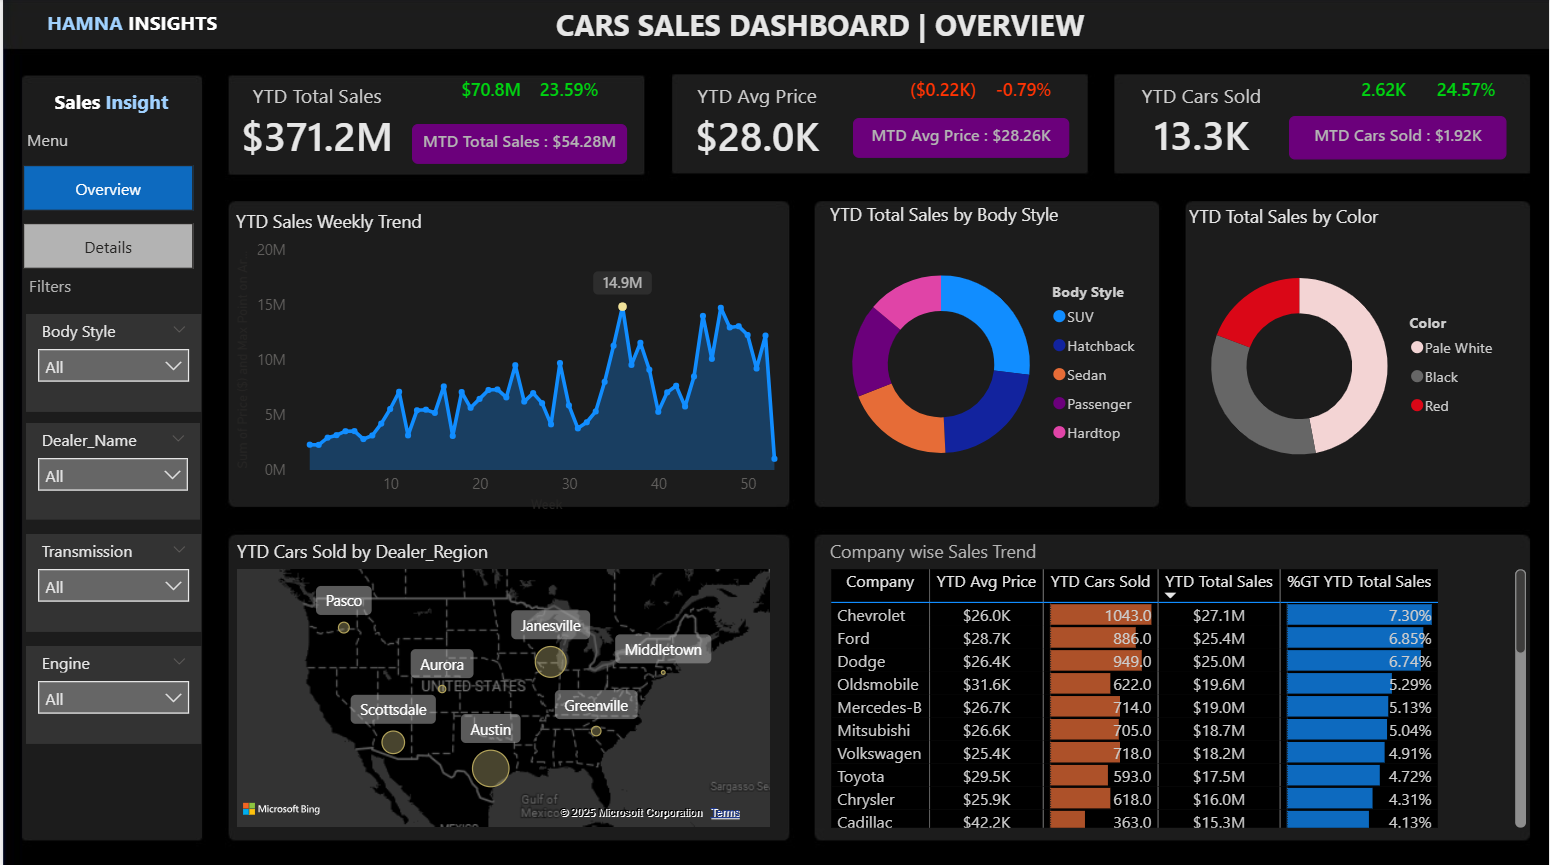 HAMNA INSIGHTS
CARS SALES DASHBOARD | OVERVIEW
Sales Insight
Menu
Overview
Details
Filters
Body Style
All
Dealer_Name
All
Transmission
All
Engine
All
YTD Total Sales
$70.8M 23.59%
$371.2M
MTD Total Sales : $54.28M
YTD Avg Price
($0.22K) -0.79%
$28.0K
MTD Avg Price : $28.26K
YTD Cars Sold
2.62K 24.57%
13.3K
MTD Cars Sold : $1.92K
YTD Sales Weekly Trend
20M
15M
10M
5M
0M
14.9M
10 20 30 40 50
Week
YTD Total Sales by Body Style
Body Style
SUV
Hatchback
Sedan
Passenger
Hardtop
YTD Total Sales by Color
Color
Pale White
Black
Red
YTD Cars Sold by Dealer_Region
Pasco
Janesville
Middletown
Aurora
UNITED STATES
Scottsdale
Greenville
Austin
Sargasso Se
Gulf of
Mexico
MEXICO
Microsoft Bing
© 2025 Microsoft Corporation Terms
Company wise Sales Trend
Company YTD Avg Price YTD Cars Sold YTD Total Sales %GT YTD Total Sales
Chevrolet $26.0K 1043.0 $27.1M 7.30%
Ford $28.7K 886.0 $25.4M 6.85%
Dodge $26.4K 949.0 $25.0M 6.74%
Oldsmobile $31.6K 622.0 $19.6M 5.29%
Mercedes-B $26.7K 714.0 $19.0M 5.13%
Mitsubishi $26.6K 705.0 $18.7M 5.04%
Volkswagen $25.4K 718.0 $18.2M 4.91%
Toyota $29.5K 593.0 $17.5M 4.72%
Chrysler $25.9K 618.0 $16.0M 4.31%
Cadillac $42.2K 363.0 $15.3M 4.13%